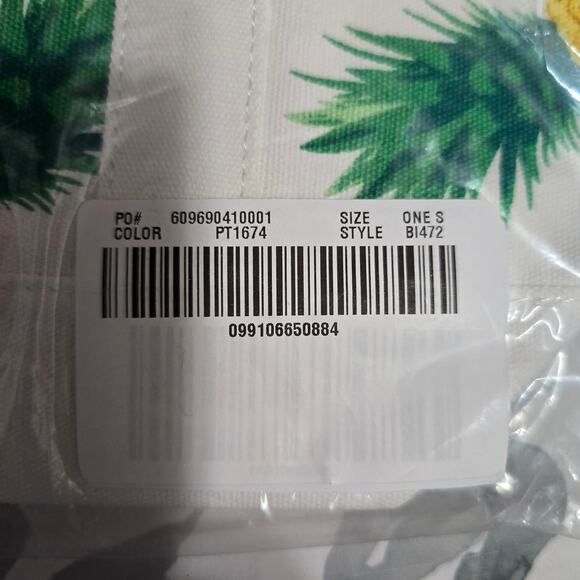 PO# 609690410001 SIZE ONE S
COLOR PT1674 STYLE BI472
099106650884